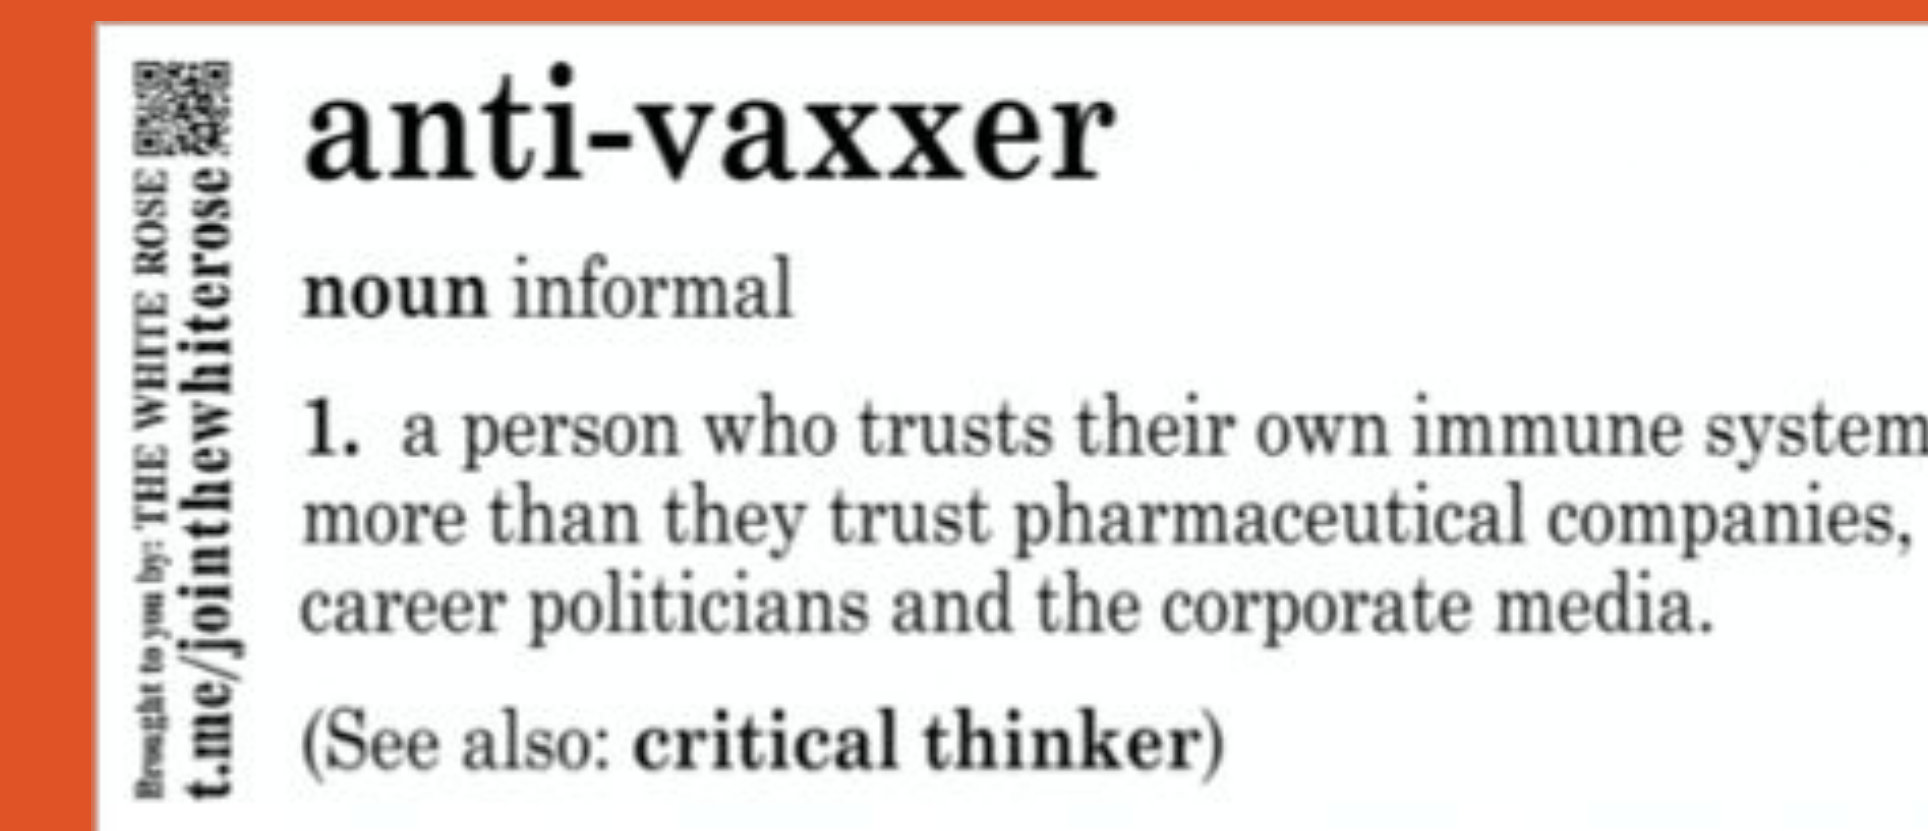 anti-vaxxer
noun informal
1. a person who trusts their own immune system
more than they trust pharmaceutical companies,
career politicians and the corporate media.
(See also: critical thinker)
Brought to you by: THE WHITE ROSE
t.me/jointhewhiterose